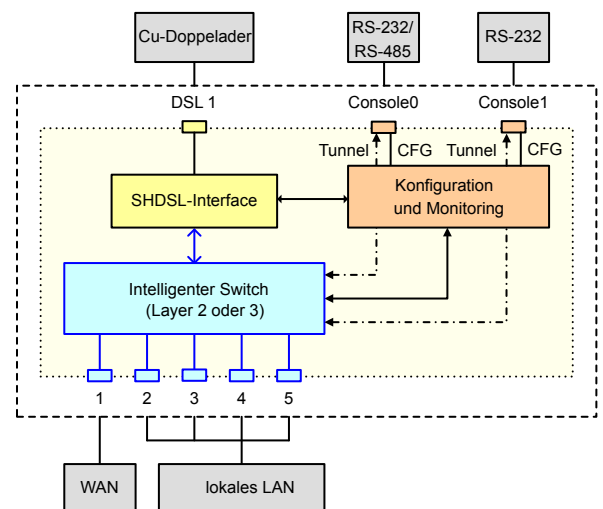 Cu-Doppelader
RS-232/
RS-485
RS-232
DSL 1
Console0
Console1
Tunnel
CFG
Tunnel
CFG
SHDSL-Interface
Konfiguration
und Monitoring
Intelligenter Switch
(Layer 2 oder 3)
1
2
3
4
5
WAN
lokales LAN